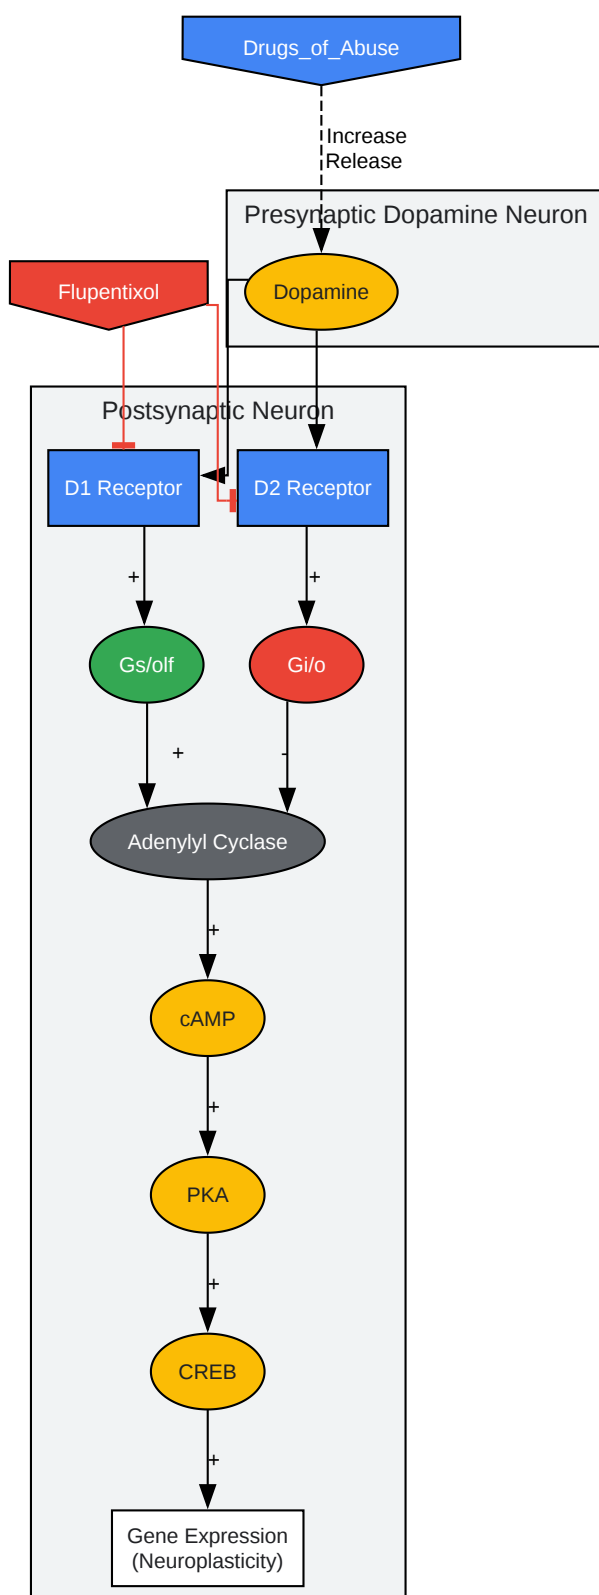 Drugs_of_Abuse
Increase
Release
Presynaptic Dopamine Neuron
Flupentixol
Dopamine
Postsynaptic Neuron
D1 Receptor
D2 Receptor
+
+
Gs/olf
Gi/o
+
-
Adenylyl Cyclase
+
cAMP
+
PKA
+
CREB
+
Gene Expression
(Neuroplasticity)